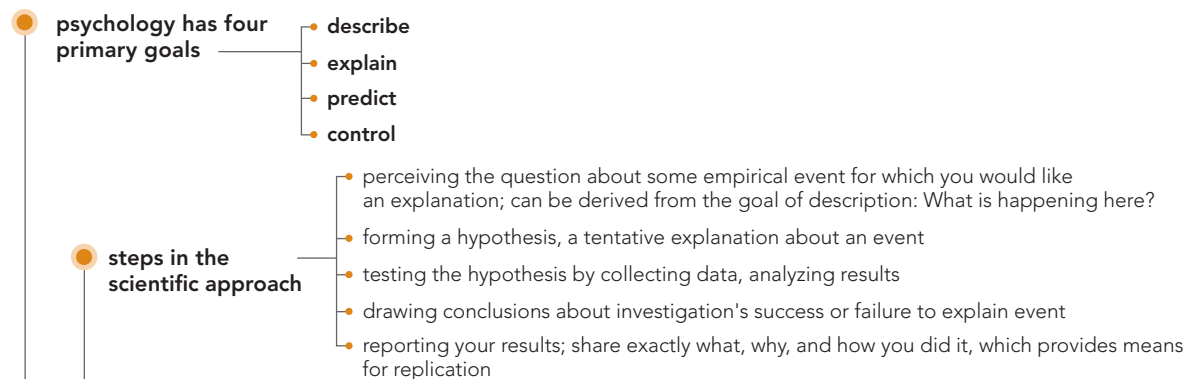 psychology has four
primary goals
describe
explain
predict
control
steps in the
scientific approach
perceiving the question about some empirical event for which you would like
an explanation; can be derived from the goal of description: What is happening here?
forming a hypothesis, a tentative explanation about an event
testing the hypothesis by collecting data, analyzing results
drawing conclusions about investigation's success or failure to explain event
reporting your results; share exactly what, why, and how you did it, which provides means
for replication